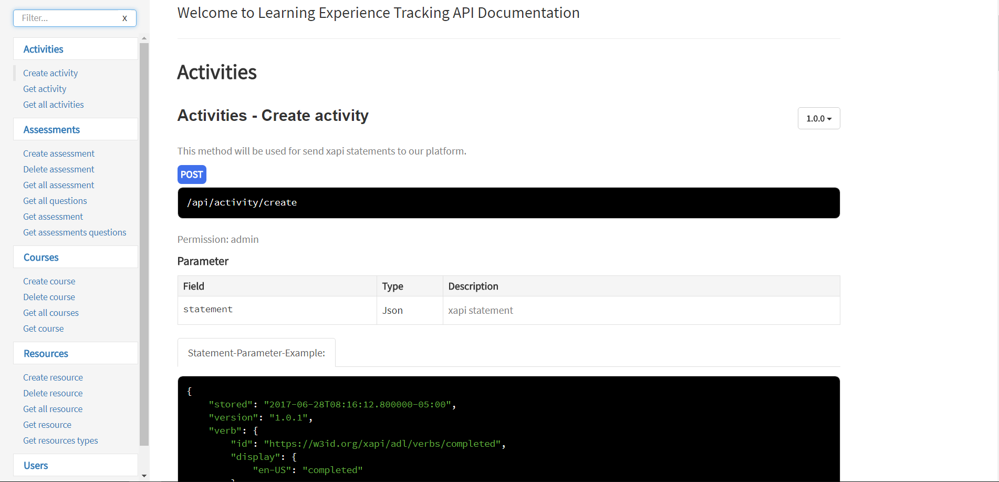 Filter...
X
Activities
Create activity
Get activity
Get all activities
Assessments
Create assessment
Delete assessment
Get all assessment
Get all questions
Get assessment
Get assessments questions
Courses
Create course
Delete course
Get all courses
Get course
Resources
Create resource
Delete resource
Get all resource
Get resource
Get resources types
Users
Welcome to Learning Experience Tracking API Documentation
Activities
Activities - Create activity
1.0.0
This method will be used for send xapi statements to our platform.
POST
/api/activity/create
Permission: admin
Parameter
Field Type Description
statement Json xapi statement
Statement-Parameter-Example:
{
    "stored": "2017-06-28T08:16:12.800000-05:00",
    "version": "1.0.1",
    "verb": {
        "id": "https://w3id.org/xapi/adl/verbs/completed",
        "display": {
            "en-US": "completed"
        }